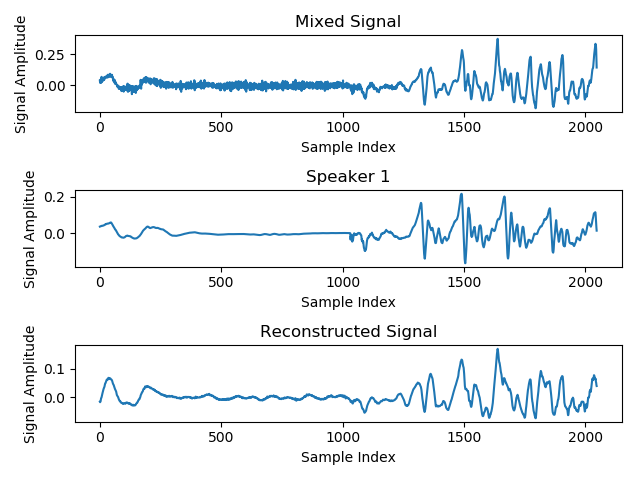 Mixed Signal
Signal Amplitude
0.25
0.00
0 500 1000 1500 2000
Sample Index
Speaker 1
Signal Amplitude
0.2
0.0
0 500 1000 1500 2000
Sample Index
Reconstructed Signal
Signal Amplitude
0.1
0.0
0 500 1000 1500 2000
Sample Index